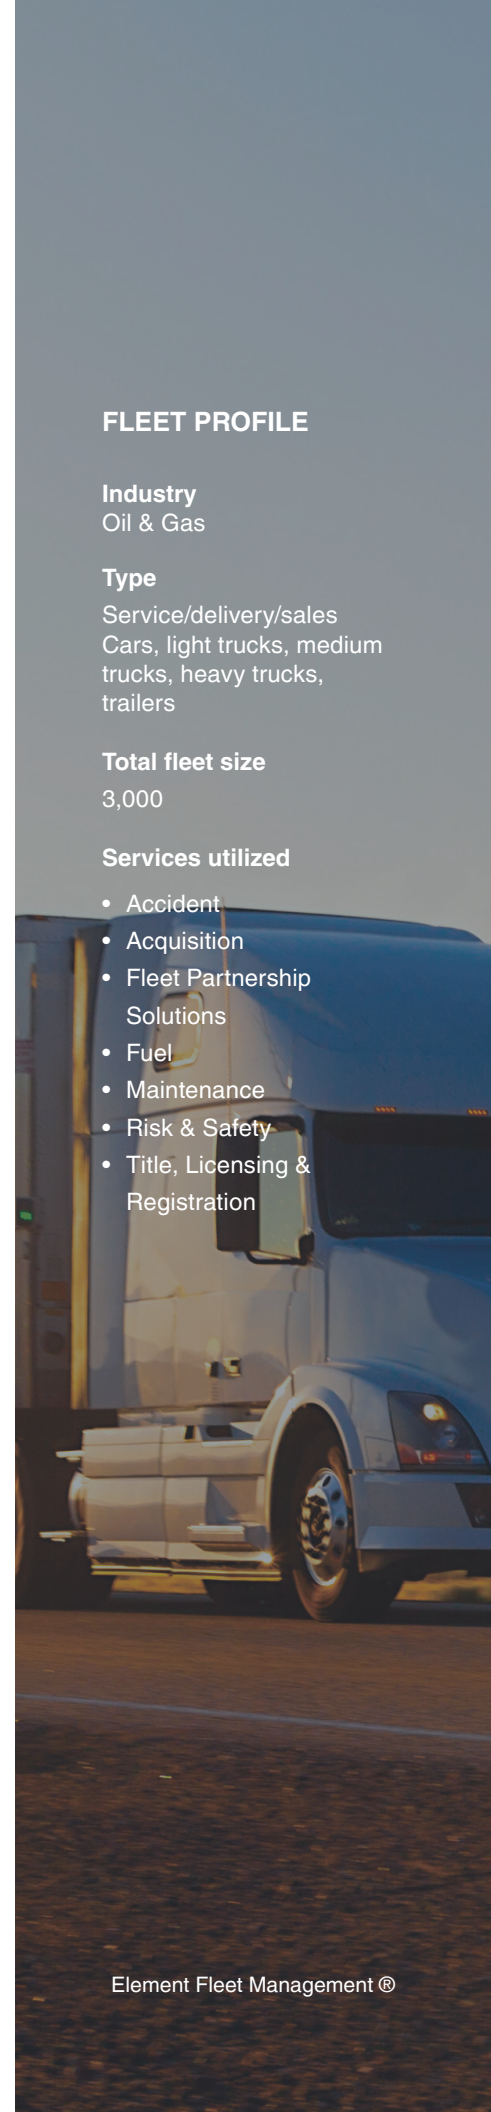 FLEET PROFILE
Industry
Oil & Gas
Type
Service/delivery/sales
Cars, light trucks, medium
trucks, heavy trucks,
trailers
Total fleet size
3,000
Services utilized
• Accident
• Acquisition
• Fleet Partnership
Solutions
• Fuel
• Maintenance
• Risk & Safety
• Title, Licensing &
Registration
Element Fleet Management ®